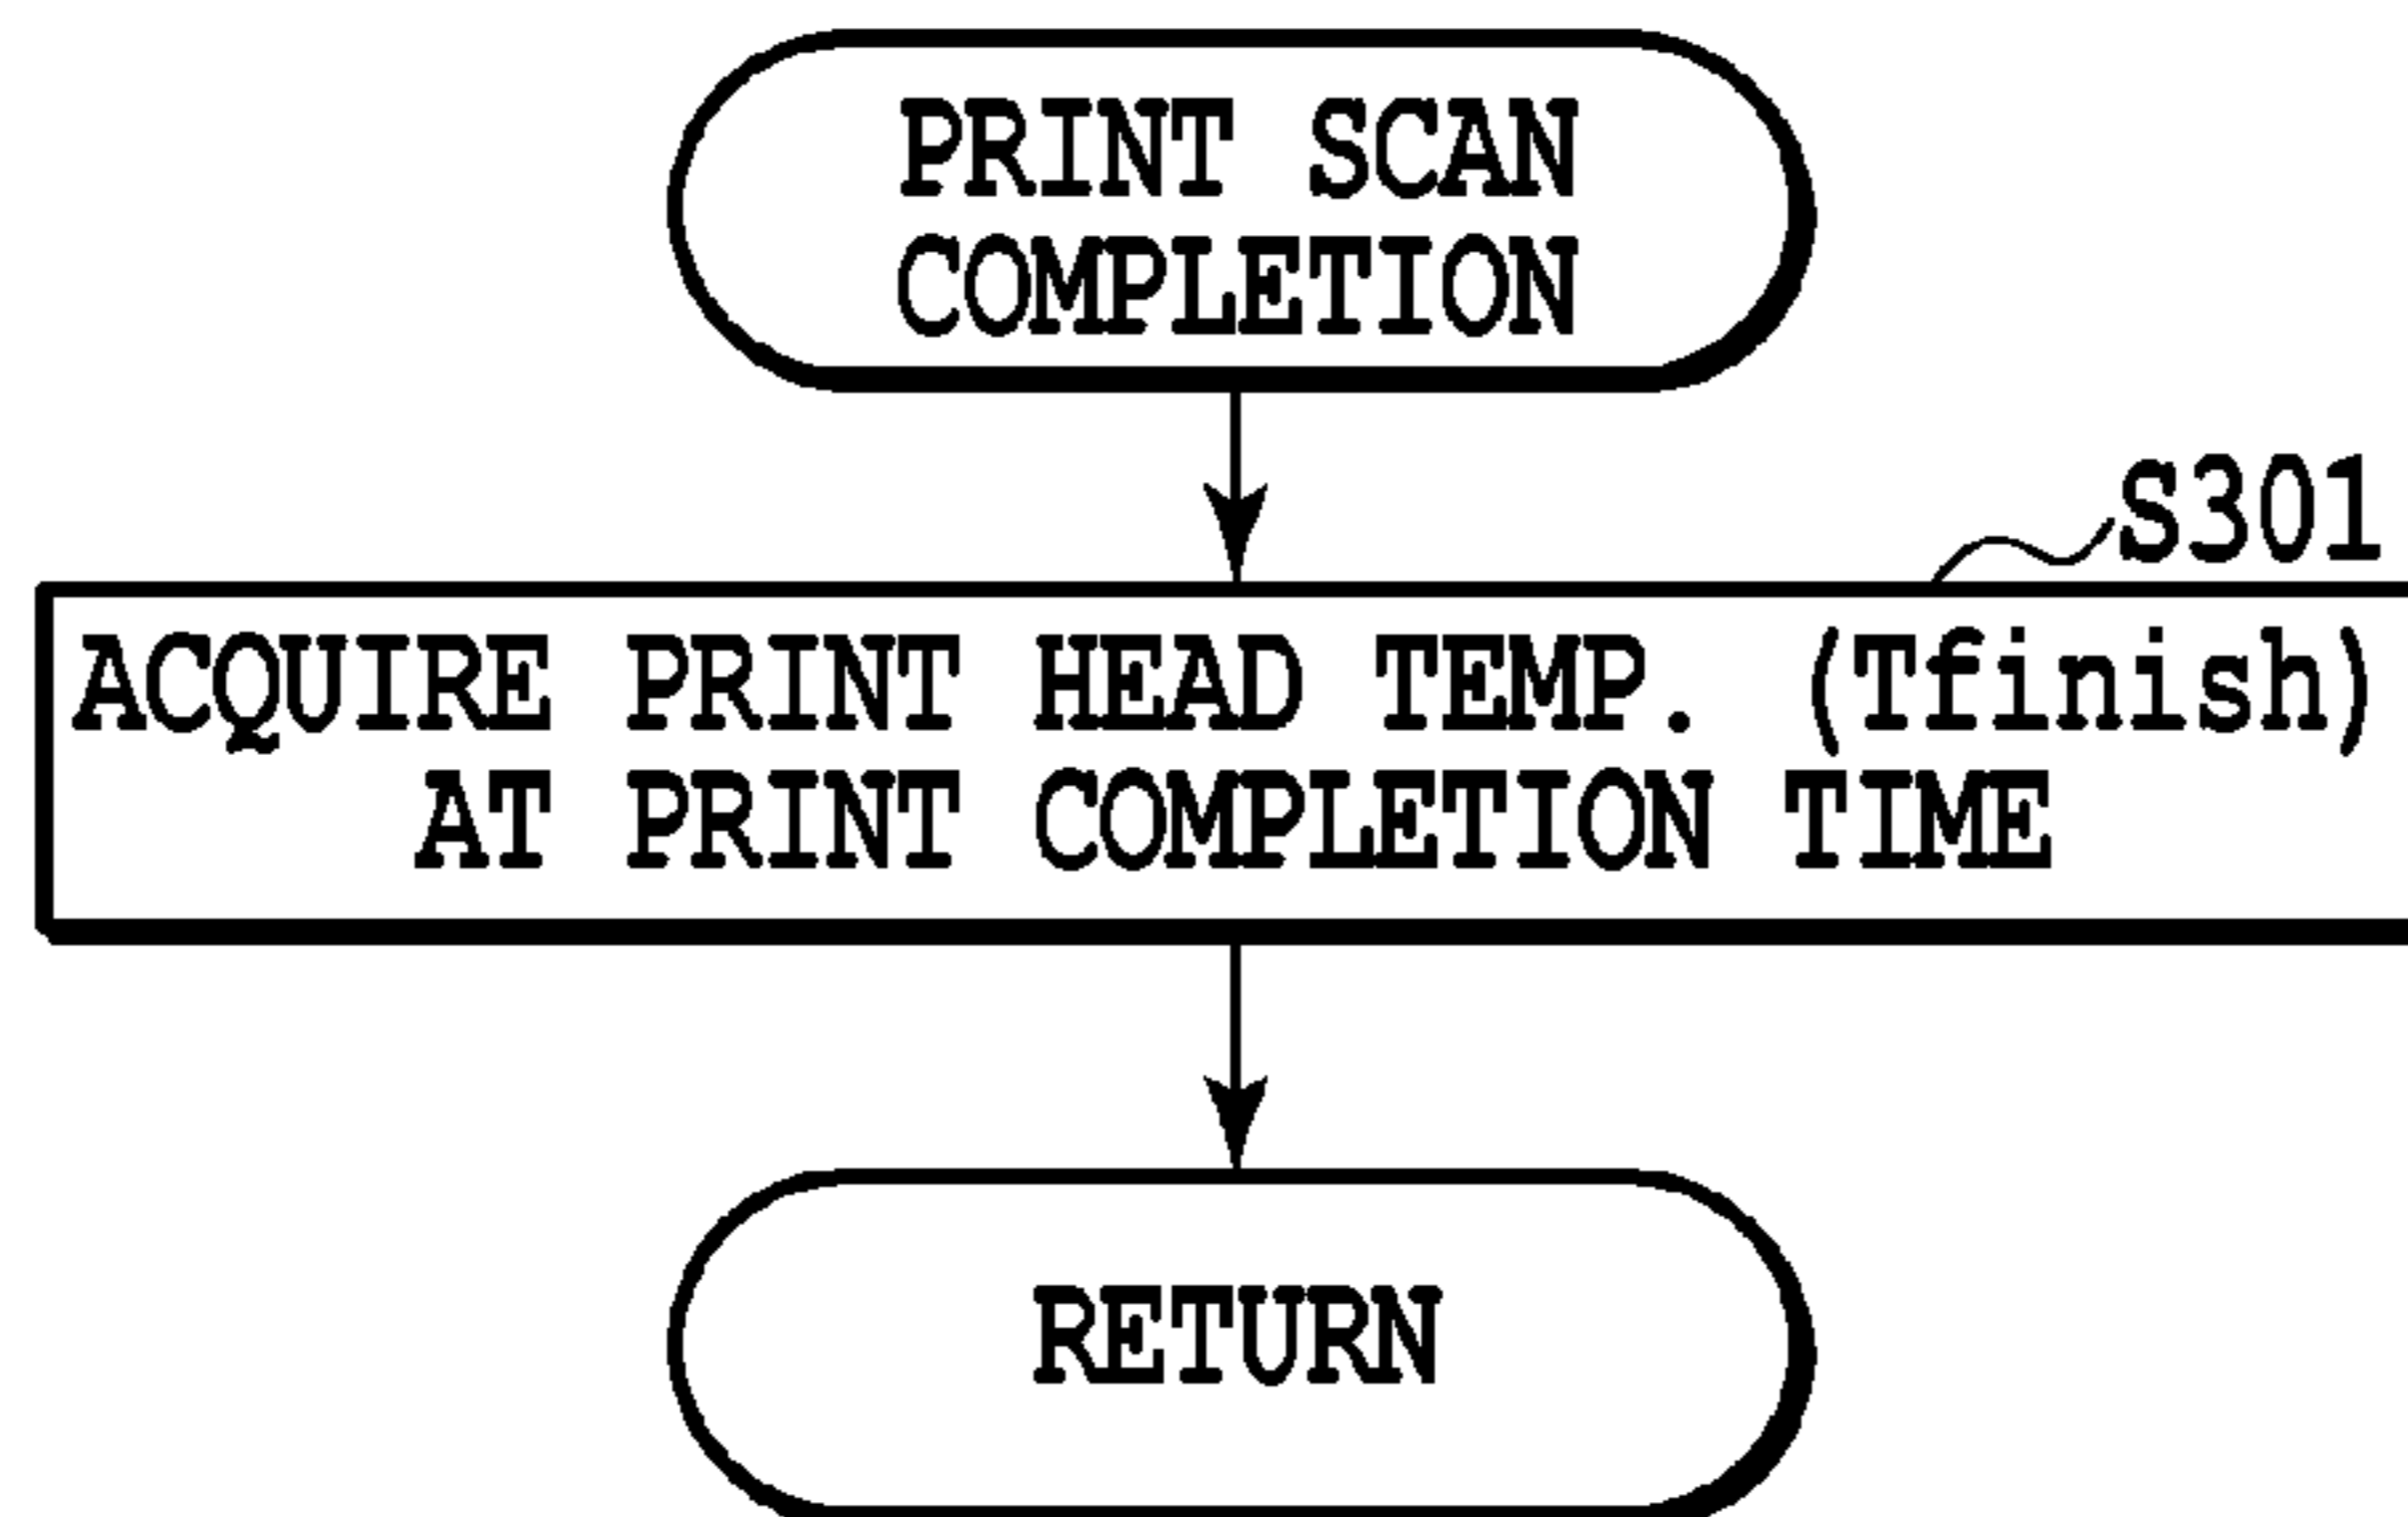 PRINT SCAN
COMPLETION
S301
ACQUIRE PRINT HEAD TEMP. (Tfinish)
AT PRINT COMPLETION TIME
RETURN